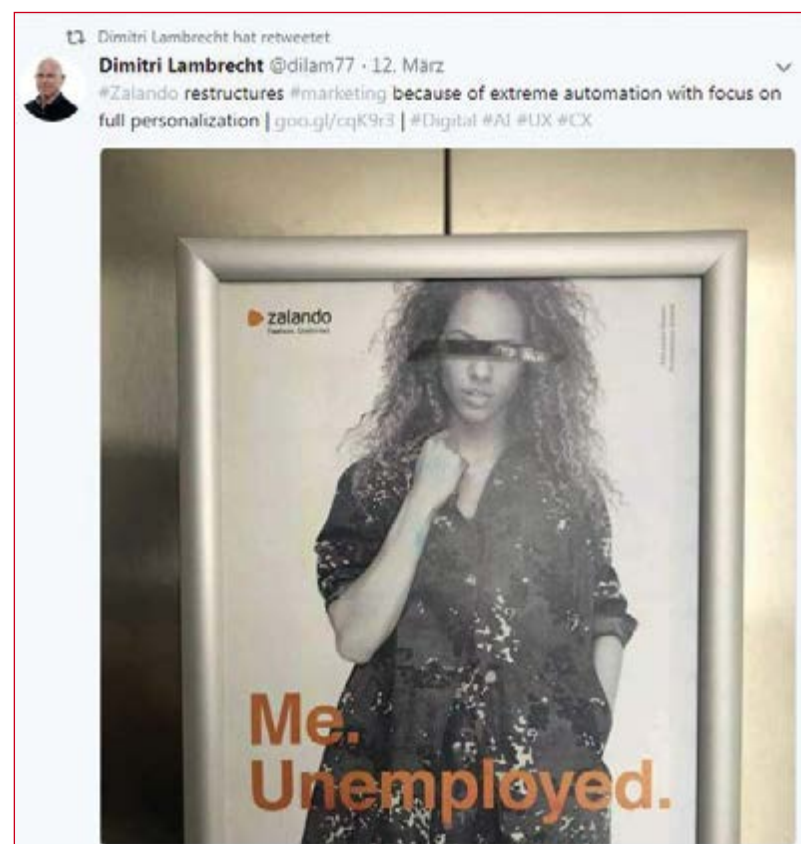 Dimitri Lambrecht hat retweetet
Dimitri Lambrecht @dilam77 · 12. März
#Zalando restructures #marketing because of extreme automation with focus on
full personalization | goo.gl/cqK9r3 | #Digital #AI #UX #CX
zalando
Me.
Unemployed.